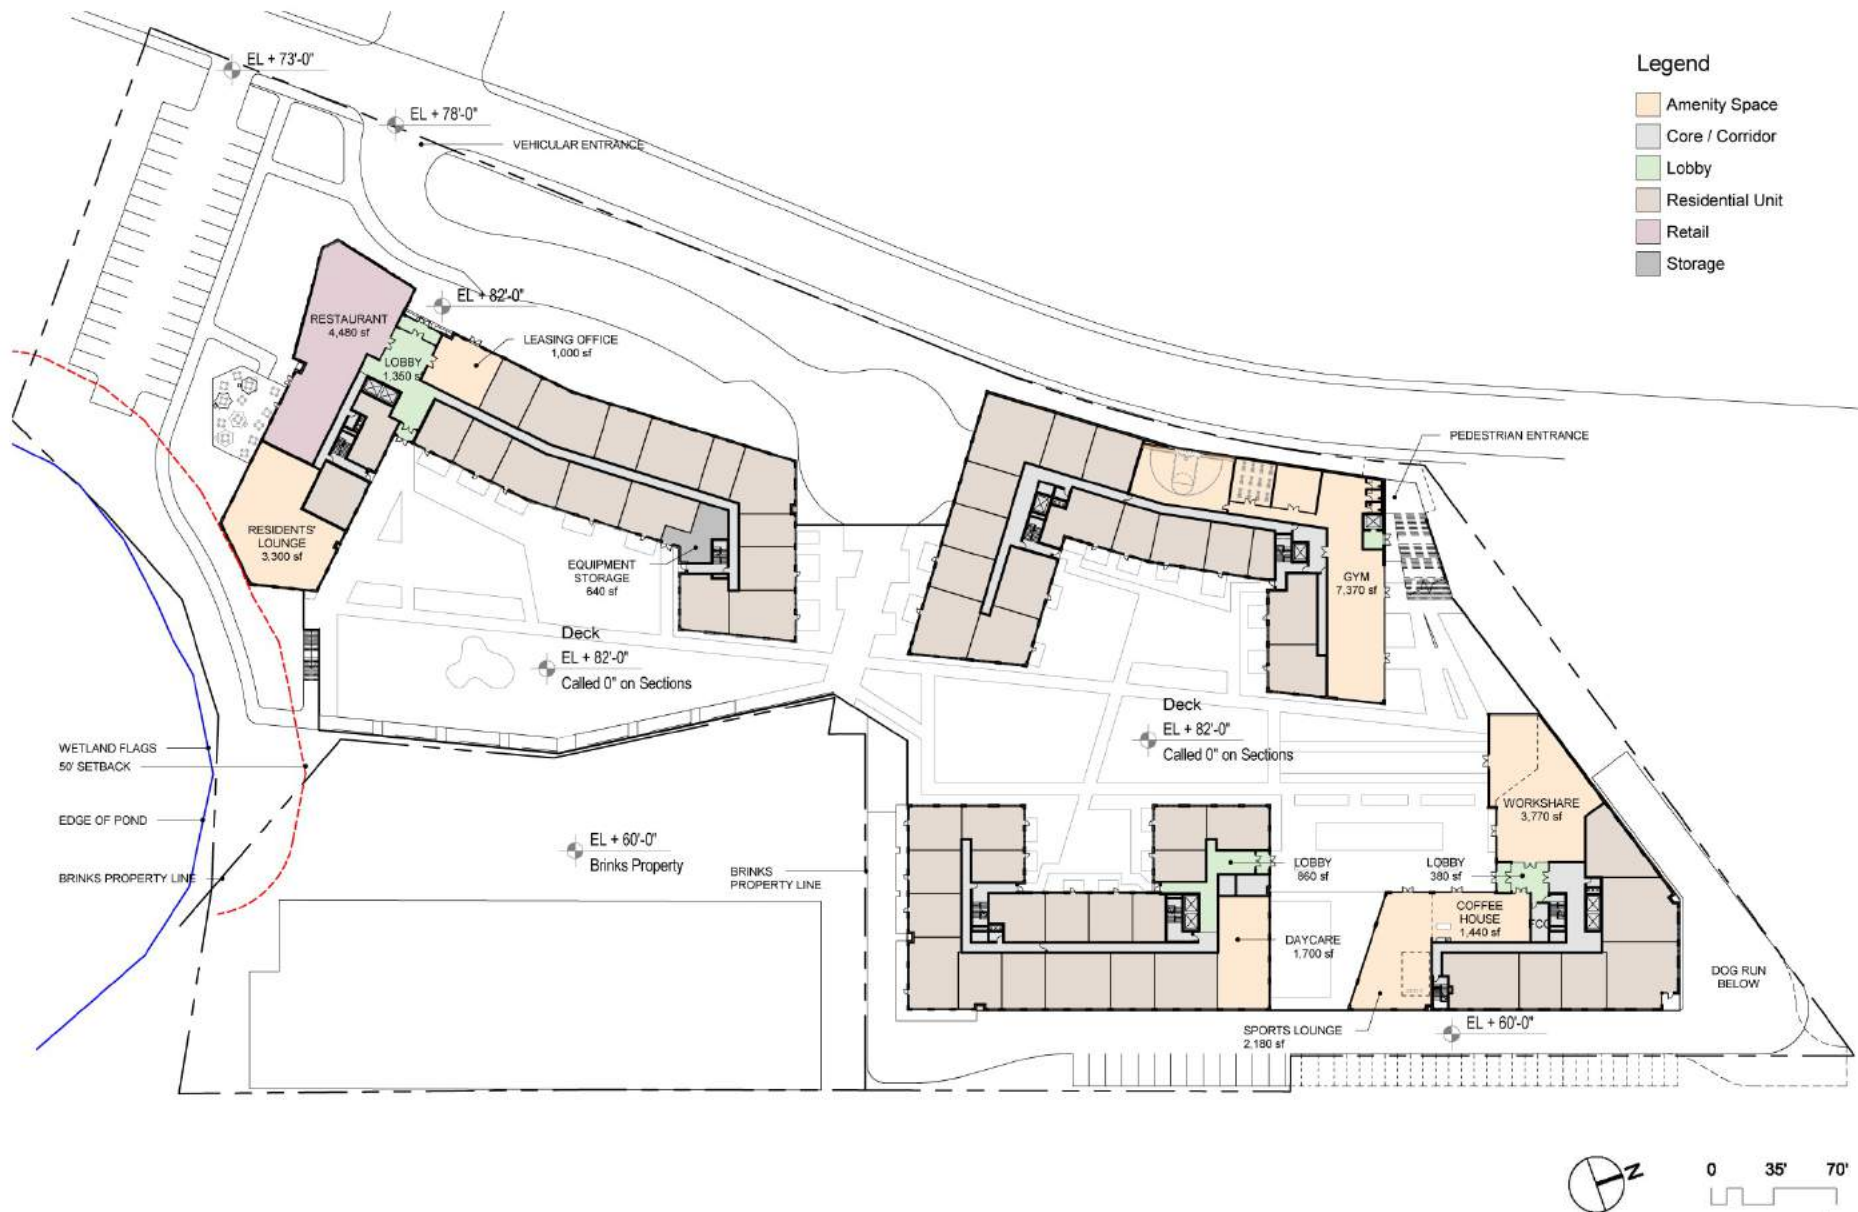 EL + 73'-0"
EL + 78'-0"
VEHICULAR ENTRANCE
Legend
Amenity Space
Core / Corridor
Lobby
Residential Unit
Retail
Storage
EL + 82'-0"
RESTAURANT
4,480 sf
LEASING OFFICE
1,000 sf
LOBBY
1,350 sf
PEDESTRIAN ENTRANCE
RESIDENTS'
LOUNGE
3,300 sf
EQUIPMENT
STORAGE
640 sf
GYM
7,370 sf
Deck
EL + 82'-0"
Called 0" on Sections
Deck
EL + 82'-0"
Called 0" on Sections
WETLAND FLAGS
50' SETBACK
EDGE OF POND
BRINKS PROPERTY LINE
EL + 60'-0"
Brinks Property
BRINKS
PROPERTY LINE
WORKSHARE
3,770 sf
LOBBY
860 sf
LOBBY
380 sf
COFFEE
HOUSE
1,440 sf
FCC
DAYCARE
1,700 sf
DOG RUN
BELOW
SPORTS LOUNGE
2,180 sf
EL + 60'-0"
N
0 35' 70'